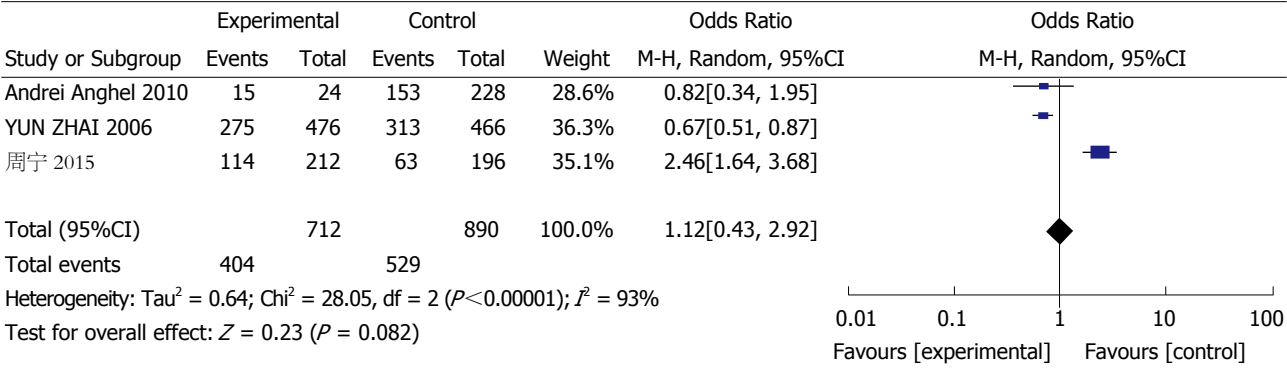 Experimental Control Odds Ratio Odds Ratio
Study or Subgroup Events Total Events Total Weight M-H, Random, 95%CI M-H, Random, 95%CI
Andrei Anghel 2010 15 24 153 228 28.6% 0.82[0.34, 1.95]
YUN ZHAI 2006 275 476 313 466 36.3% 0.67[0.51, 0.87]
周宁 2015 114 212 63 196 35.1% 2.46[1.64, 3.68]
Total (95%CI) 712 890 100.0% 1.12[0.43, 2.92]
Total events 404 529
Heterogeneity: Tau² = 0.64; Chi² = 28.05, df = 2 (P<0.00001); I² = 93%
Test for overall effect: Z = 0.23 (P = 0.082)
0.01 0.1 1 10 100
Favours [experimental] Favours [control]